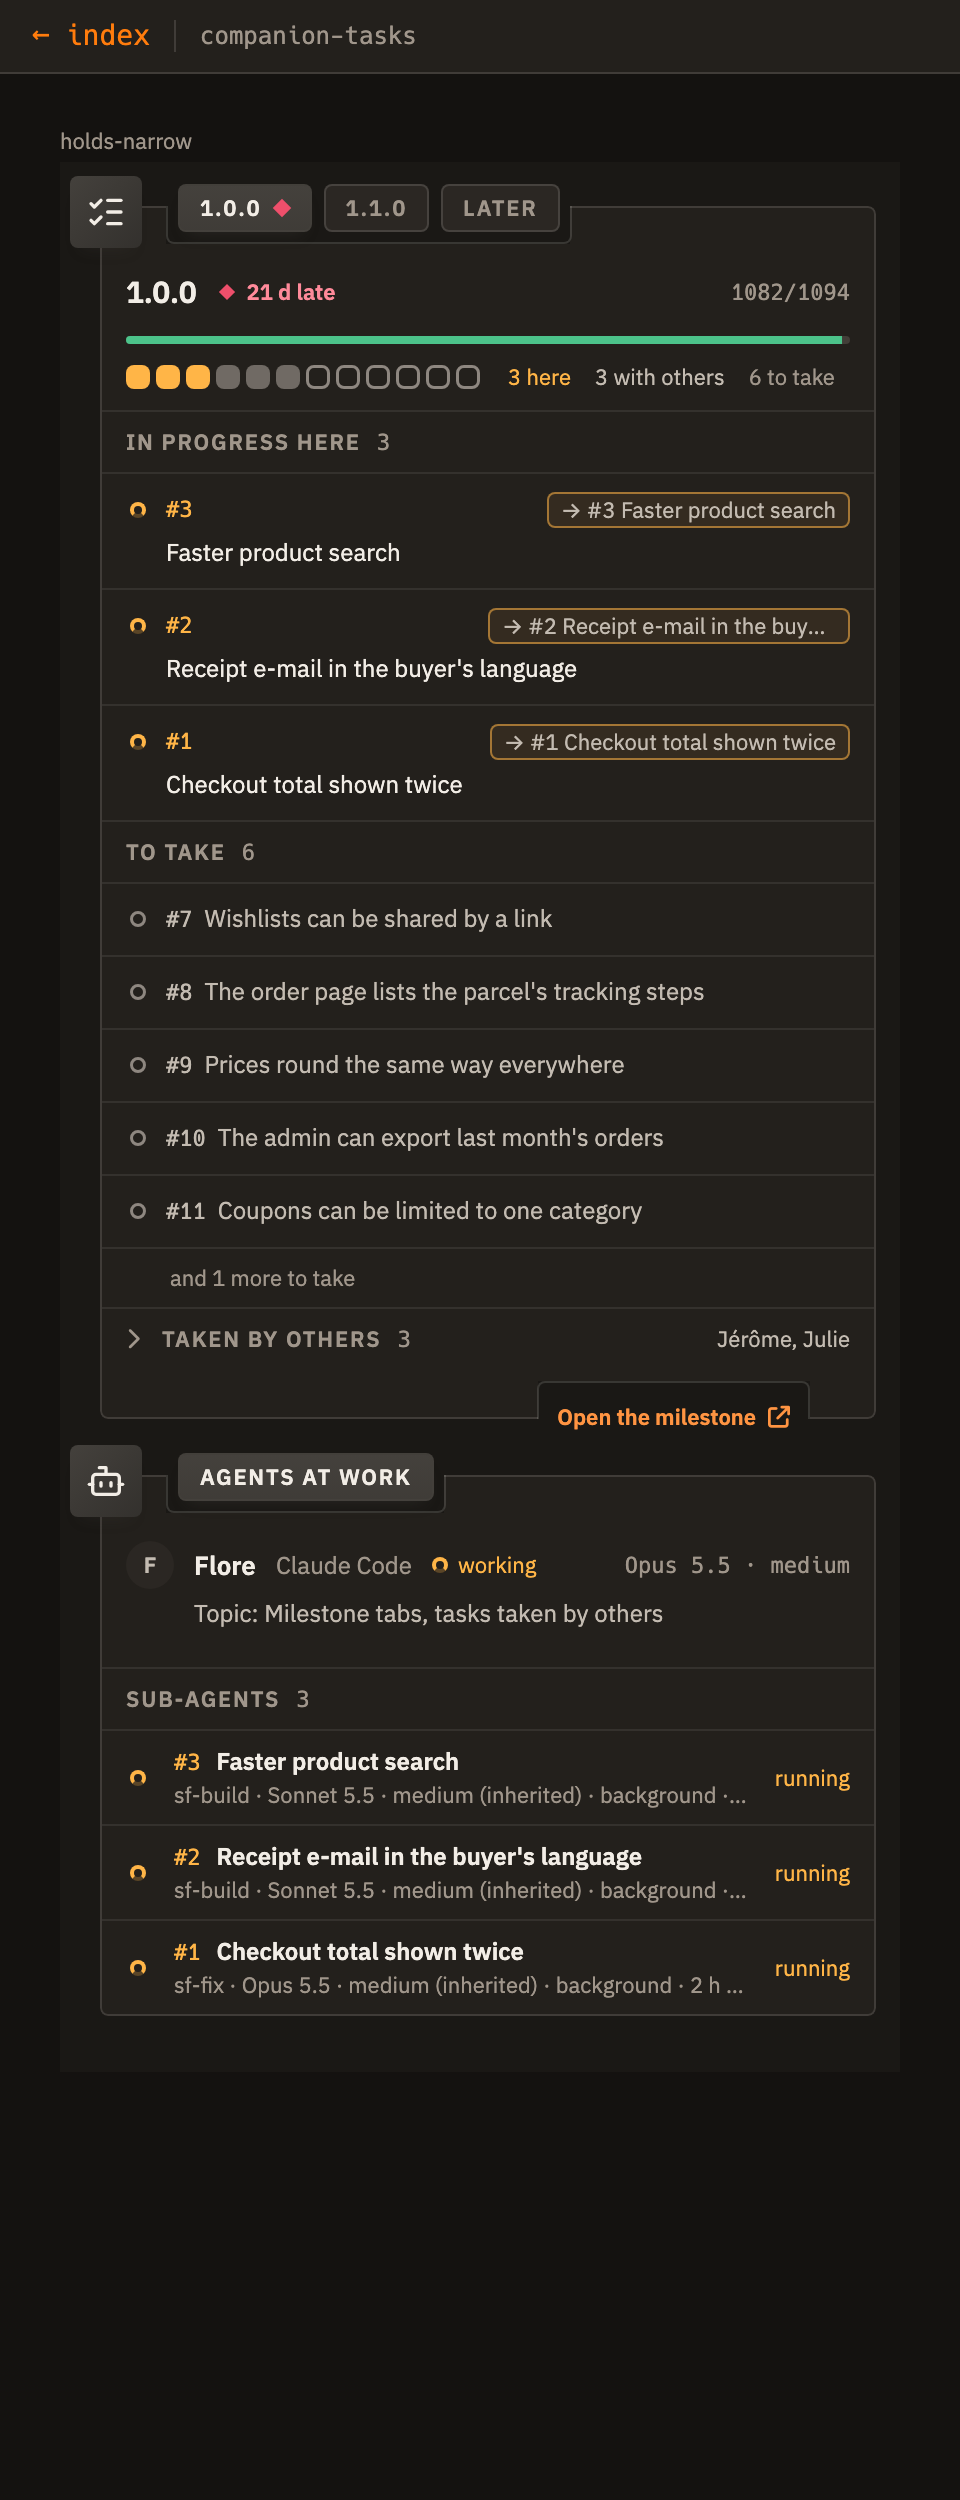 ← index companion-tasks
holds-narrow
1.0.0 1.1.0 LATER
1.0.0 21 d late 1082/1094
3 here 3 with others 6 to take
IN PROGRESS HERE 3
#3 → #3 Faster product search
Faster product search
#2 → #2 Receipt e-mail in the buy...
Receipt e-mail in the buyer's language
#1 → #1 Checkout total shown twice
Checkout total shown twice
TO TAKE 6
#7 Wishlists can be shared by a link
#8 The order page lists the parcel's tracking steps
#9 Prices round the same way everywhere
#10 The admin can export last month's orders
#11 Coupons can be limited to one category
and 1 more to take
TAKEN BY OTHERS 3 Jérôme, Julie
Open the milestone
AGENTS AT WORK
F Flore Claude Code working Opus 5.5 · medium
Topic: Milestone tabs, tasks taken by others
SUB-AGENTS 3
#3 Faster product search
sf-build · Sonnet 5.5 · medium (inherited) · background ·... running
#2 Receipt e-mail in the buyer's language
sf-build · Sonnet 5.5 · medium (inherited) · background ·... running
#1 Checkout total shown twice
sf-fix · Opus 5.5 · medium (inherited) · background · 2 h ... running